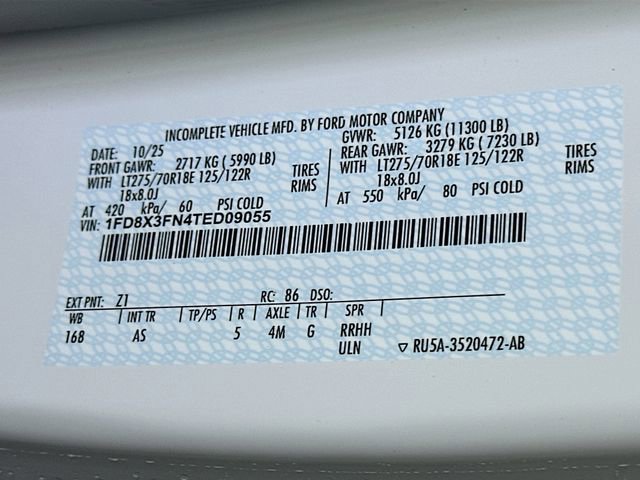 INCOMPLETE VEHICLE MFD. BY FORD MOTOR COMPANY
DATE: 10/25 GVWR: 5126 KG (11300 LB)
FRONT GAWR: 2717 KG (5990 LB) REAR GAWR: 3279 KG (7230 LB)
WITH LT275/70R18E 125/122R TIRES WITH LT275/70R18E 125/122R TIRES
18x8.0J RIMS 18x8.0J RIMS
AT 420 kPa/ 60 PSI COLD AT 550 kPa/ 80 PSI COLD
VIN: 1FD8X3FN4TED09055
EXT PNT: Z1 RC: 86 DSO:
WB INT TR TP/PS R AXLE TR SPR
168 AS 5 4M G RRHH
ULN ▽ RU5A-3520472-AB